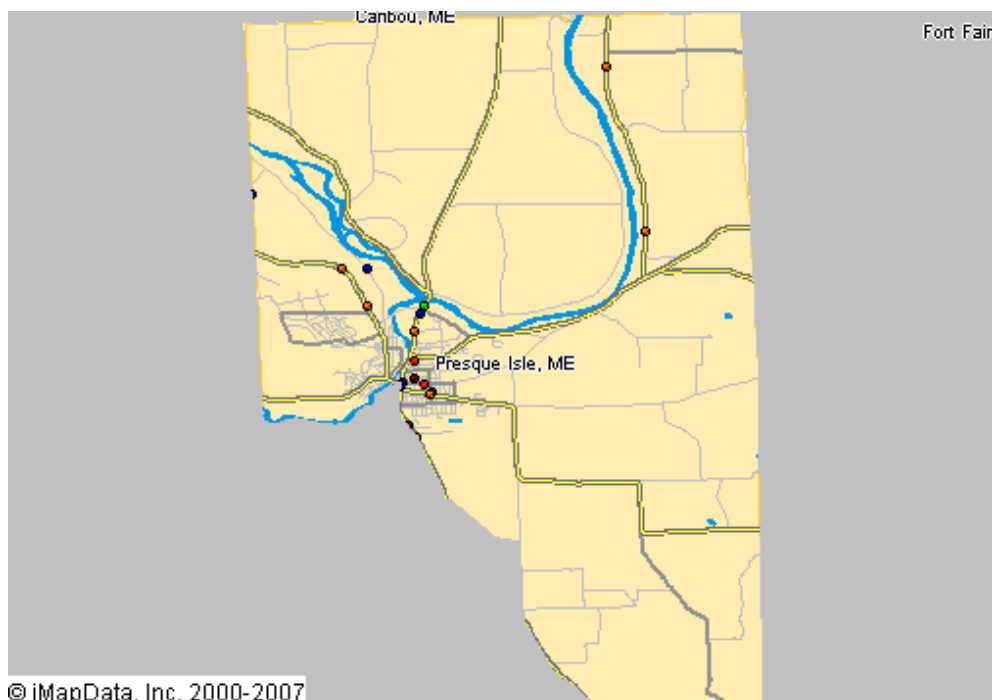 Caribou, ME
Fort Fair
Presque Isle, ME
© iMapData, Inc. 2000-2007